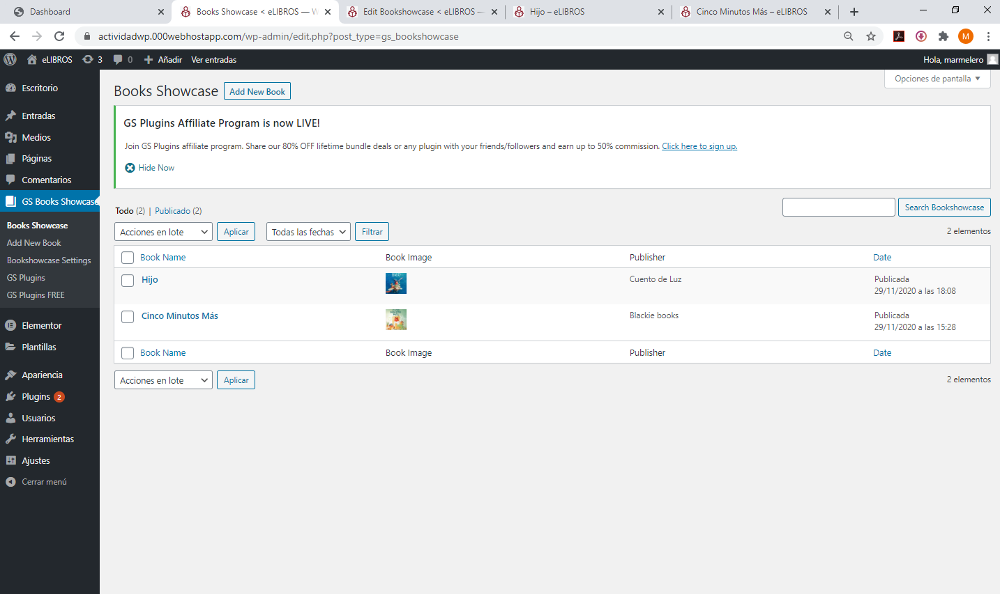 Dashboard
Books Showcase < eLIBROS — W
Edit Bookshowcase < eLIBROS —
Hijo – eLIBROS
Cinco Minutos Más – eLIBROS
actividadwp.000webhostapp.com/wp-admin/edit.php?post_type=gs_bookshowcase
M
eLIBROS 3 0 Añadir Ver entradas
Hola, marmelero
Escritorio
Entradas
Medios
Páginas
Comentarios
GS Books Showcase
Books Showcase
Add New Book
Bookshowcase Settings
GS Plugins
GS Plugins FREE
Elementor
Plantillas
Apariencia
Plugins 2
Usuarios
Herramientas
Ajustes
Cerrar menú
Opciones de pantalla
Books Showcase Add New Book
GS Plugins Affiliate Program is now LIVE!
Join GS Plugins affiliate program. Share our 80% OFF lifetime bundle deals or any plugin with your friends/followers and earn up to 50% commission. Click here to sign up.
Hide Now
Todo (2) | Publicado (2)
Search Bookshowcase
Acciones en lote Aplicar Todas las fechas Filtrar
2 elementos
Book Name Book Image Publisher Date
Hijo Cuento de Luz Publicada
29/11/2020 a las 18:08
Cinco Minutos Más Blackie books Publicada
29/11/2020 a las 15:28
Book Name Book Image Publisher Date
Acciones en lote Aplicar
2 elementos